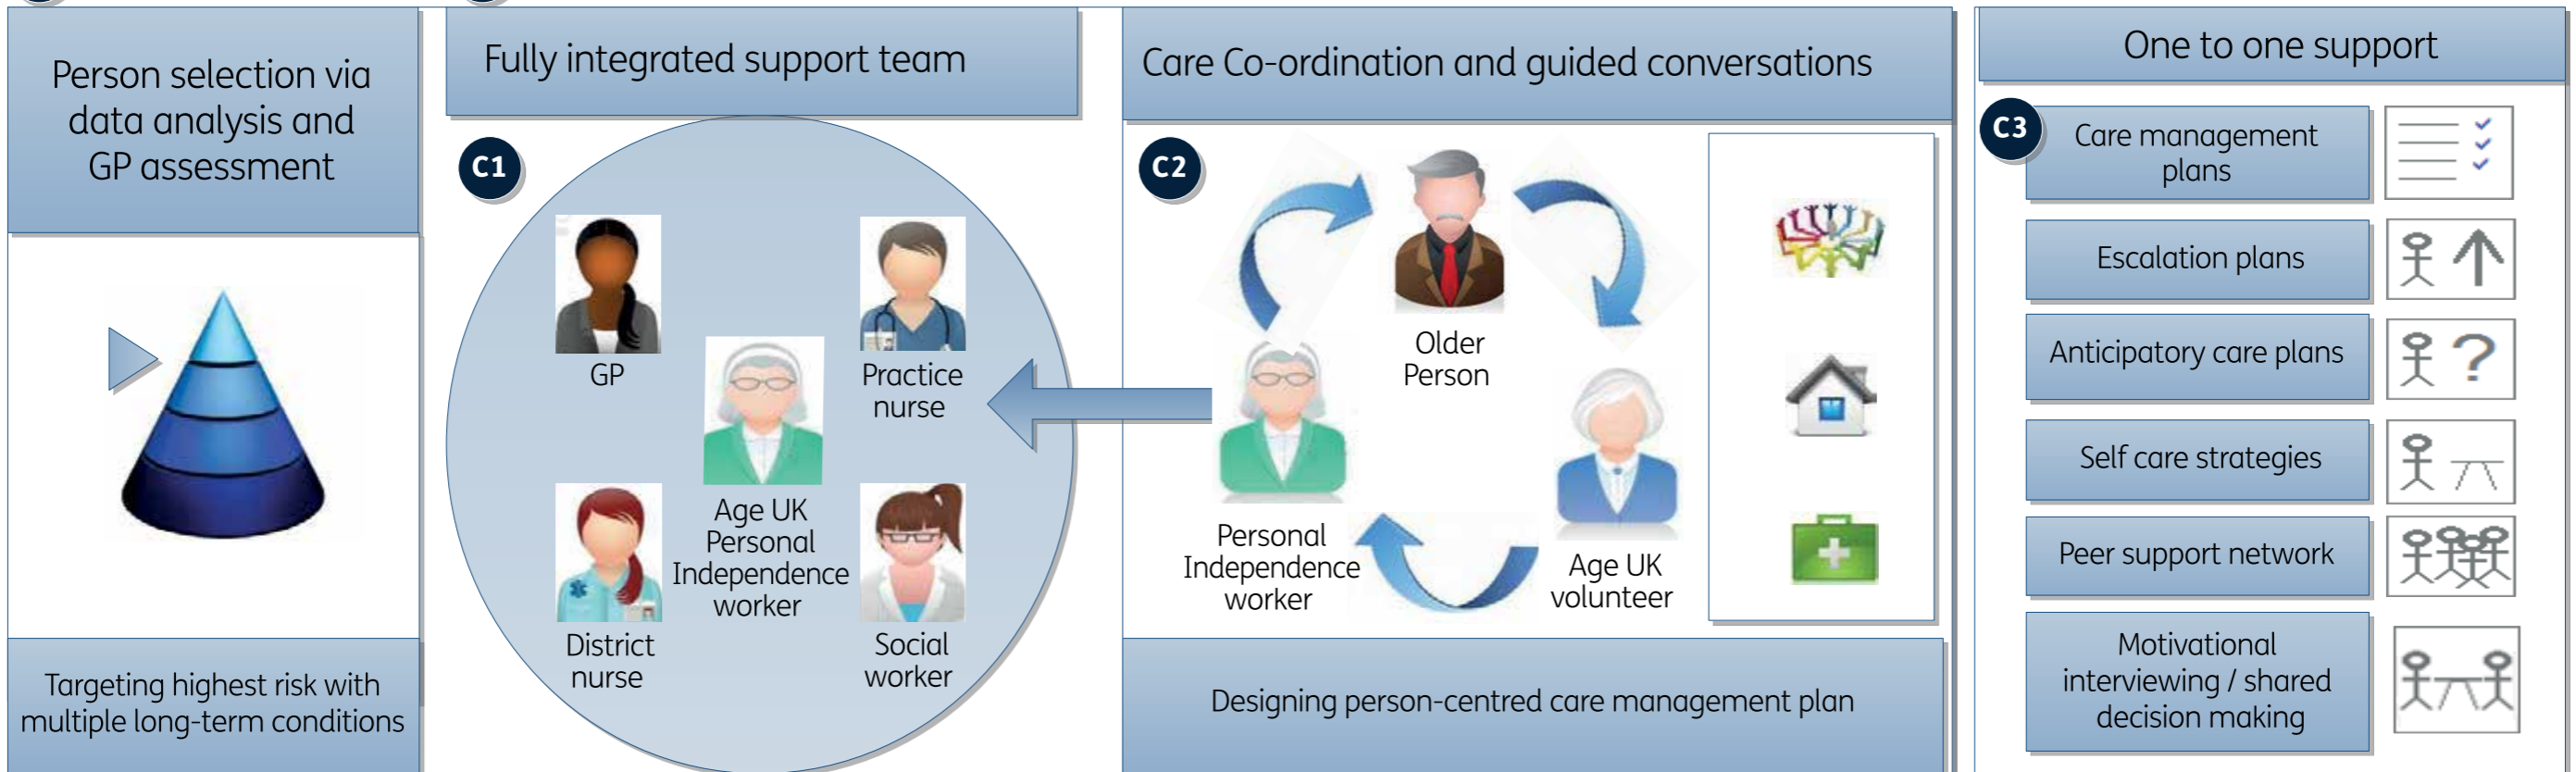 Person selection via
data analysis and
GP assessment
Targeting highest risk with
multiple long-term conditions
Fully integrated support team
C1
GP
Practice
nurse
Age UK
Personal
Independence
worker
District
nurse
Social
worker
Care Co-ordination and guided conversations
C2
Older
Person
Personal
Independence
worker
Age UK
volunteer
Designing person-centred care management plan
One to one support
C3
Care management
plans
Escalation plans
Anticipatory care plans
?
Self care strategies
Peer support network
Motivational
interviewing / shared
decision making